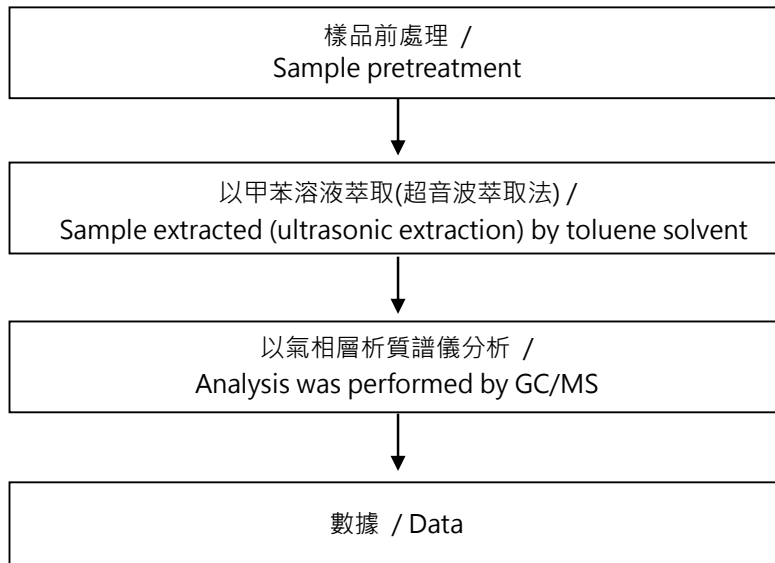 樣品前處理 /
Sample pretreatment
以甲苯溶液萃取(超音波萃取法) /
Sample extracted (ultrasonic extraction) by toluene solvent
以氣相層析質譜儀分析 /
Analysis was performed by GC/MS
數據 / Data